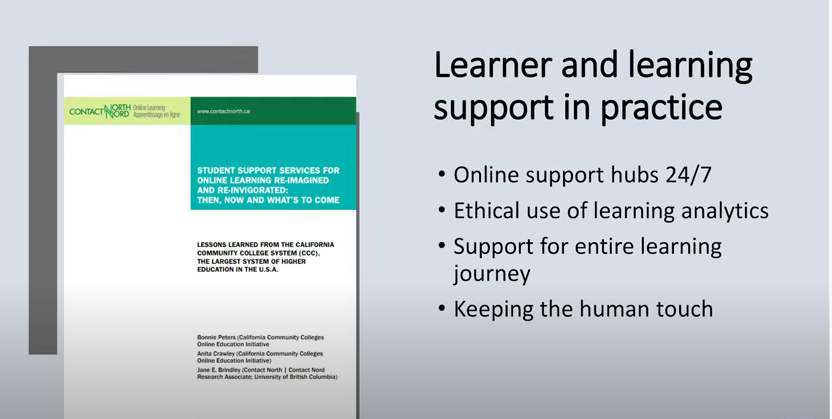 CONTACT NORTH NORD
Online Learning
Apprentissage en ligne
www.contactnorth.ca
STUDENT SUPPORT SERVICES FOR
ONLINE LEARNING RE-IMAGINED
AND RE-INVIGORATED:
THEN, NOW AND WHAT'S TO COME
LESSONS LEARNED FROM THE CALIFORNIA
COMMUNITY COLLEGE SYSTEM (CCC),
THE LARGEST SYSTEM OF HIGHER
EDUCATION IN THE U.S.A.
Bonnie Peters (California Community Colleges
Online Education Initiative
Anita Crawley (California Community Colleges
Online Education Initiative)
Jane E. Brindley (Contact North | Contact Nord
Research Associate; University of British Columbia)
Learner and learning
support in practice
• Online support hubs 24/7
• Ethical use of learning analytics
• Support for entire learning
journey
• Keeping the human touch